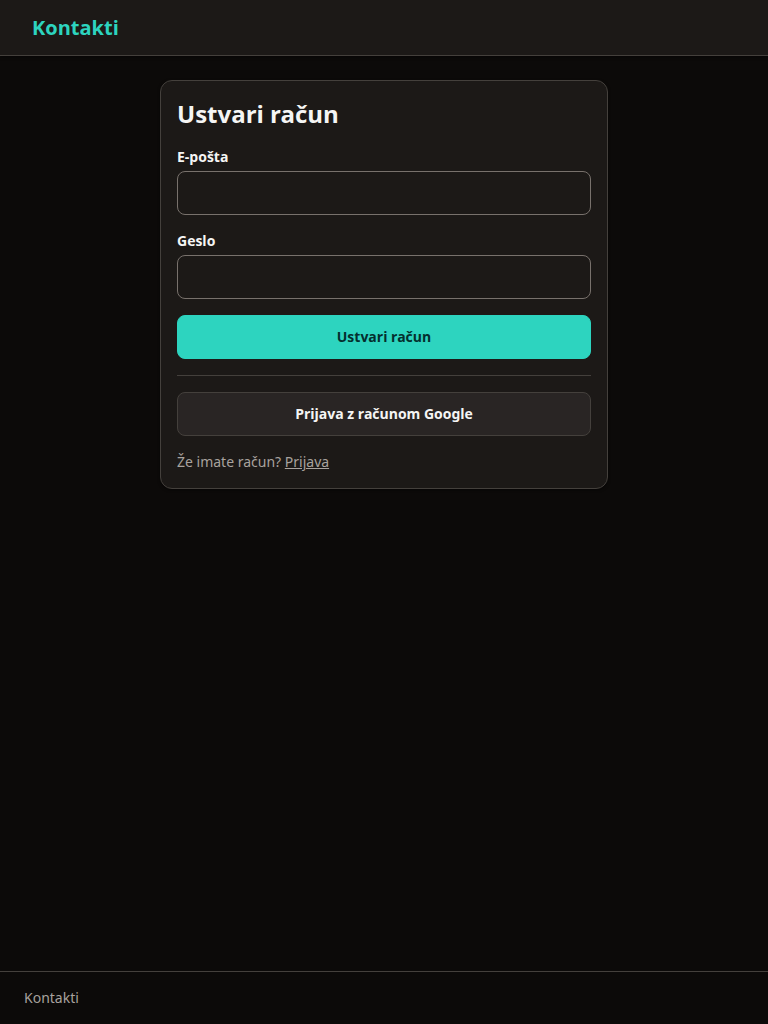 Kontakti
Ustvari račun
E-pošta
Geslo
Ustvari račun
Prijava z računom Google
Že imate račun? Prijava
Kontakti